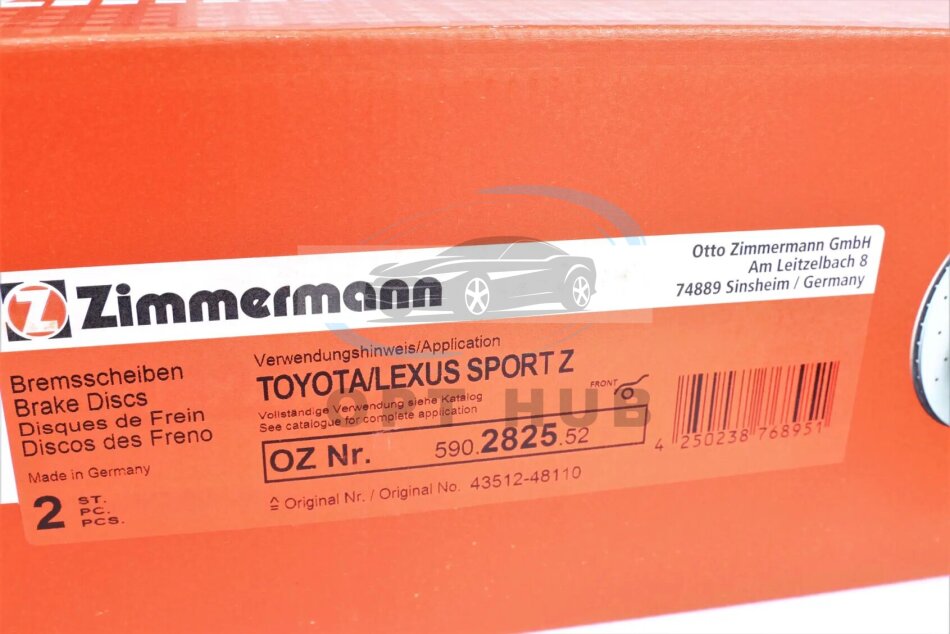 Otto Zimmermann GmbH
Am Leitzelbach 8
74889 Sinsheim / Germany
Z Zimmermann
Bremsscheiben
Brake Discs
Disques de Frein
Discos des Freno
Made in Germany
2 ST.
PC.
PCS.
Verwendungshinweis/Application
TOYOTA/LEXUS SPORT Z
Vollständige Verwendung siehe Katalog
See catalogue for complete application
FRONT
OZ Nr. 590.2825.52
≙ Original Nr. / Original No. 43512-48110
4 250238 768951
OPT HUB